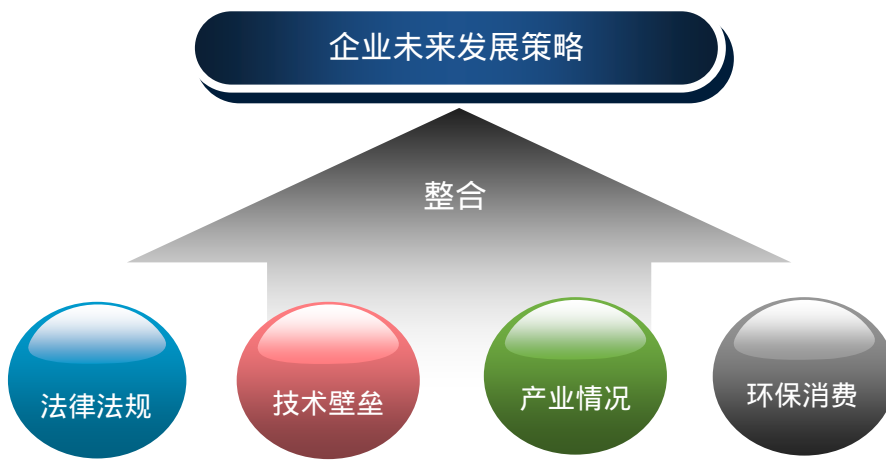 企业未来发展策略
整合
法律法规
技术壁垒
产业情况
环保消费